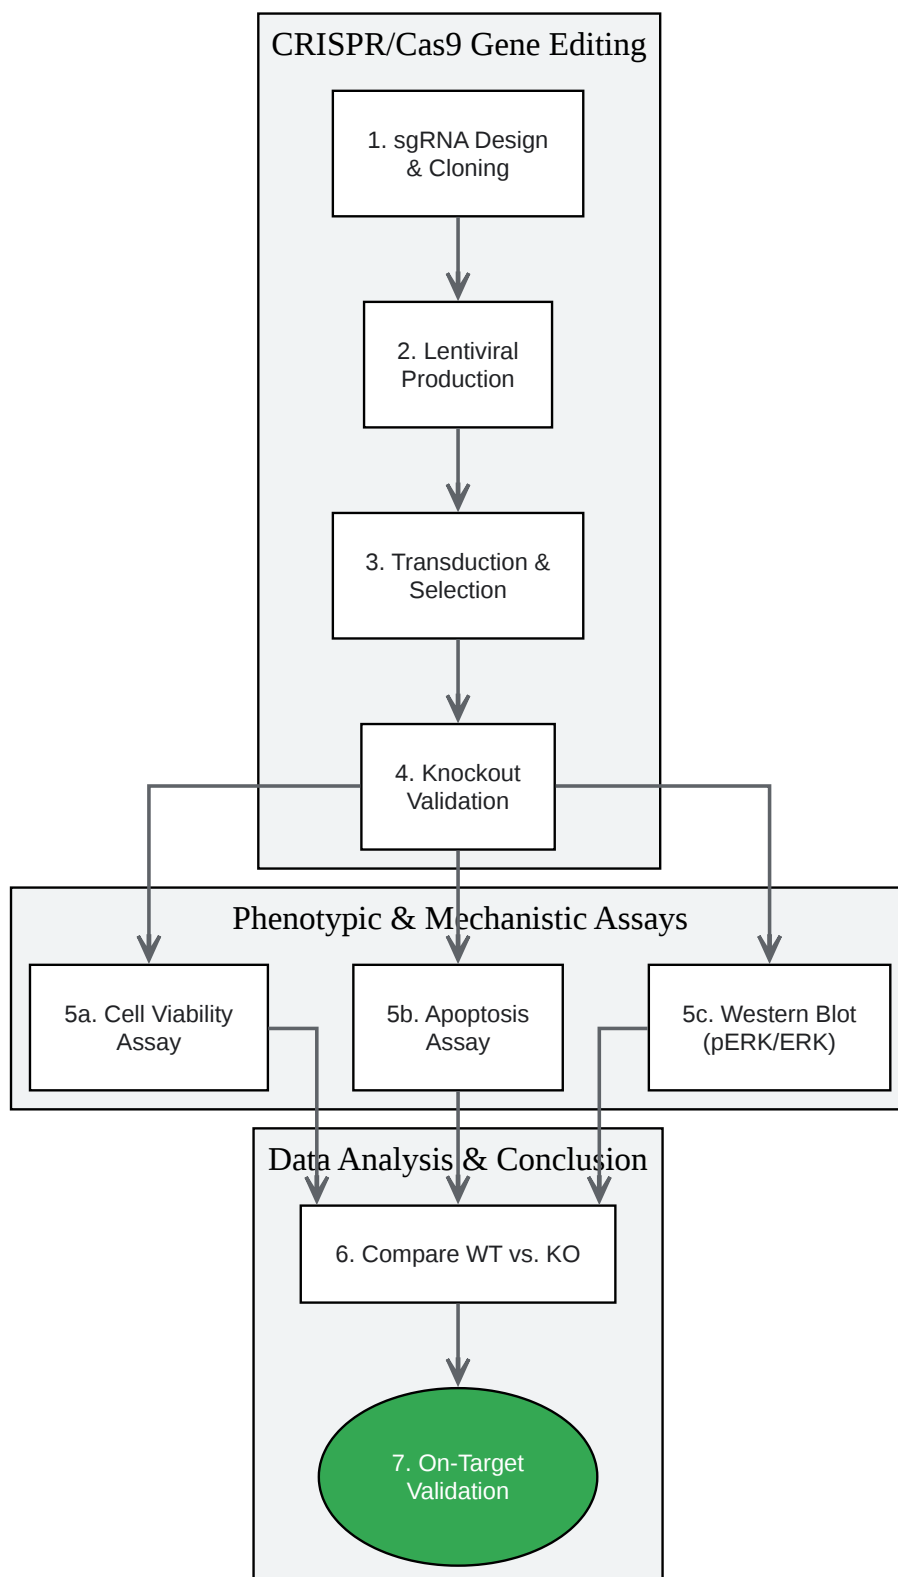 CRISPR/Cas9 Gene Editing
1. sgRNA Design
& Cloning
2. Lentiviral
Production
3. Transduction &
Selection
4. Knockout
Validation
Phenotypic & Mechanistic Assays
5a. Cell Viability
Assay
5b. Apoptosis
Assay
5c. Western Blot
(pERK/ERK)
Data Analysis & Conclusion
6. Compare WT vs. KO
7. On-Target
Validation